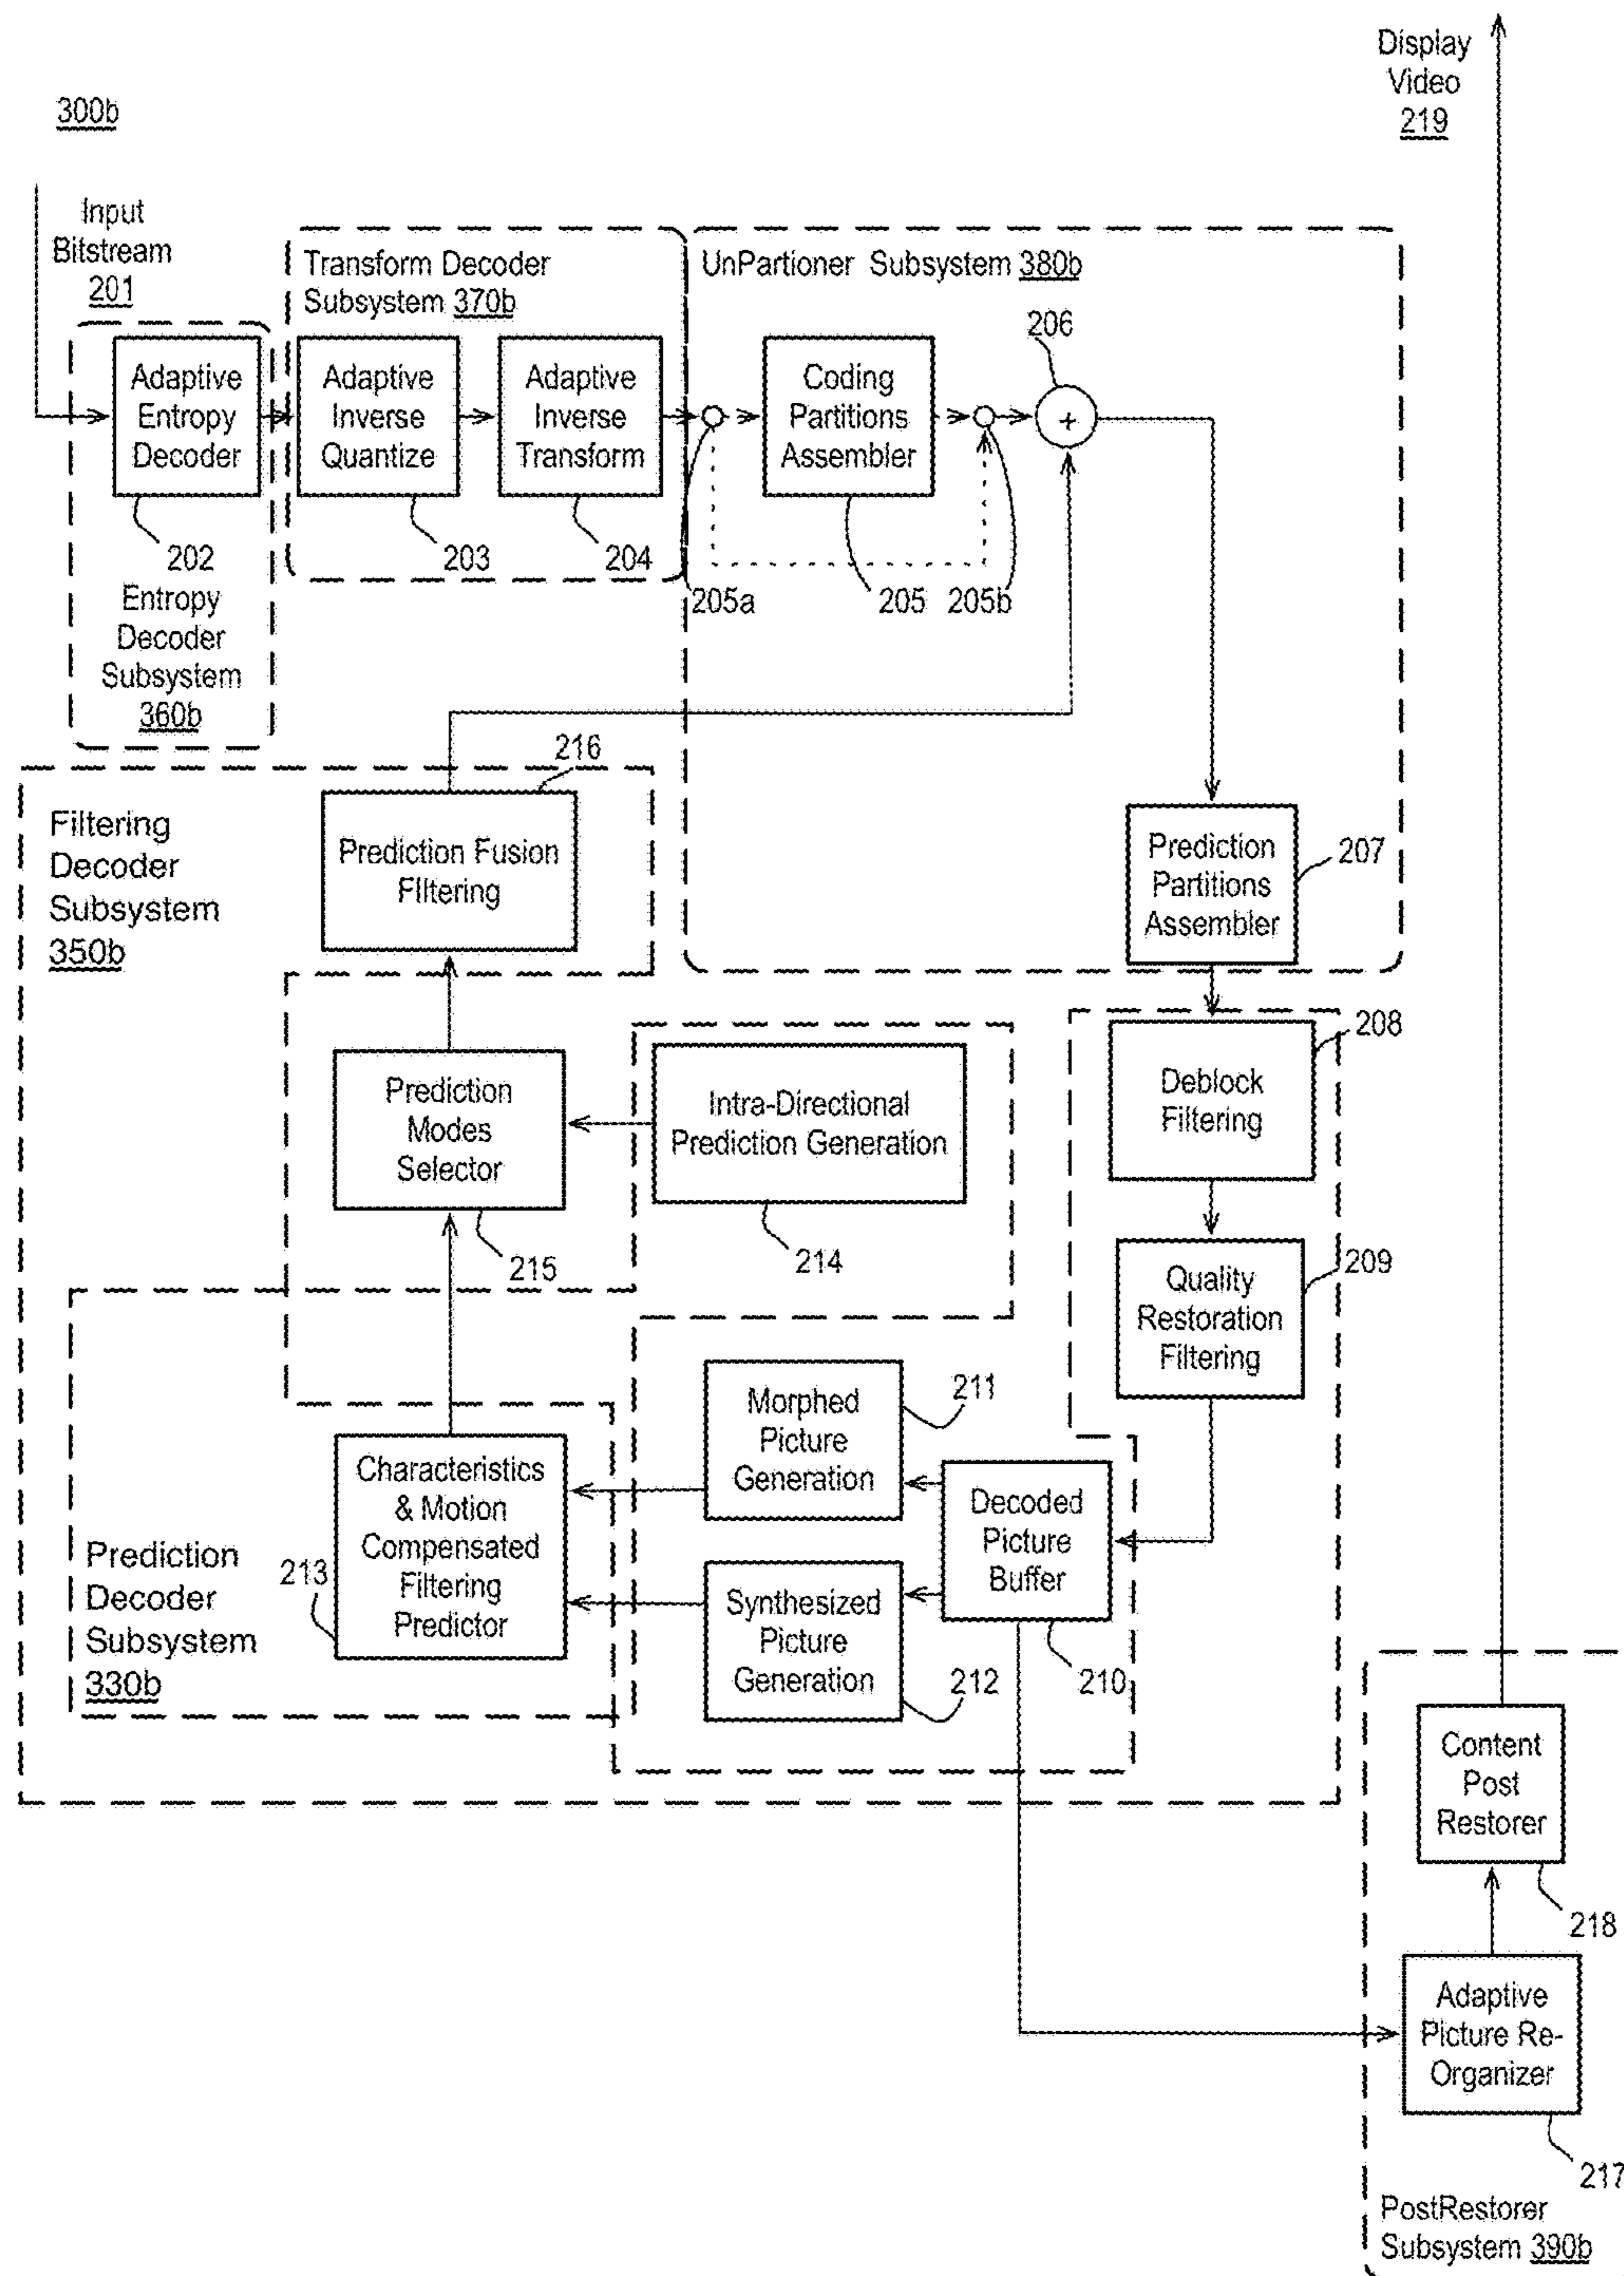 Display
Video
219
300b
Input
Bitstream
201
Transform Decoder
Subsystem 370b
UnPartioner Subsystem 380b
206
Adaptive
Entropy
Decoder
Adaptive
Inverse
Quantize
Adaptive
Inverse
Transform
Coding
Partitions
Assembler
+
202
203
204
205a
205
205b
Entropy
Decoder
Subsystem
360b
216
Filtering
Decoder
Subsystem
350b
Prediction Fusion
FIltering
Prediction
Partitions
Assembler
207
208
Prediction
Modes
Selector
Intra-Directional
Prediction Generation
Deblock
Filtering
215
214
209
Quality
Restoration
Filtering
211
Morphed
Picture
Generation
Characteristics
& Motion
Compensated
Filtering
Predictor
213
Decoded
Picture
Buffer
Prediction
Decoder
Subsystem
330b
Synthesized
Picture
Generation
212
210
Content
Post
Restorer
218
Adaptive
Picture Re-
Organizer
217
PostRestorer
Subsystem 390b